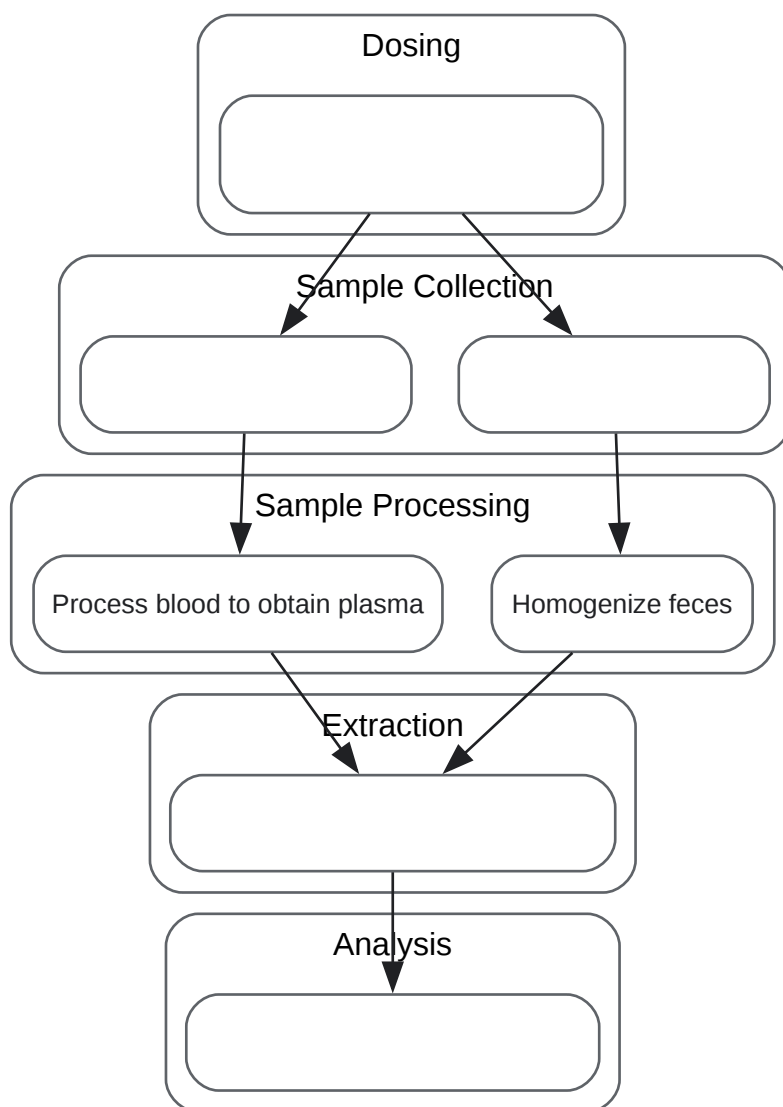 Dosing
Sample Collection
Sample Processing
Process blood to obtain plasma
Homogenize feces
Extraction
Analysis